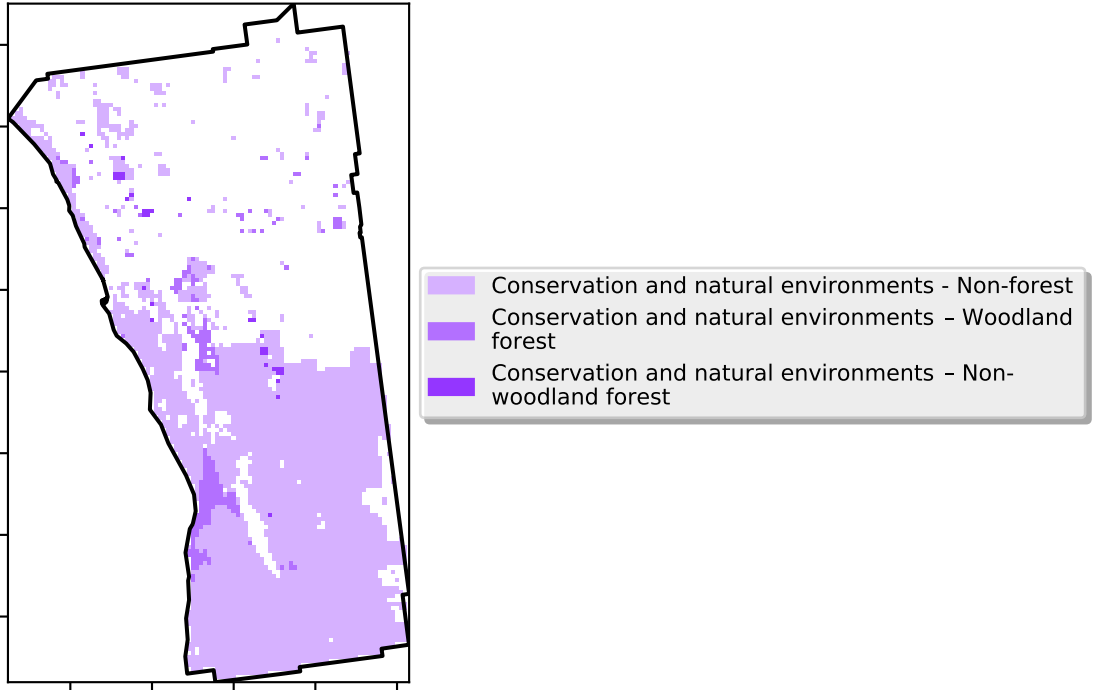 Conservation and natural environments - Non-forest
Conservation and natural environments – Woodland
forest
Conservation and natural environments – Non-
woodland forest